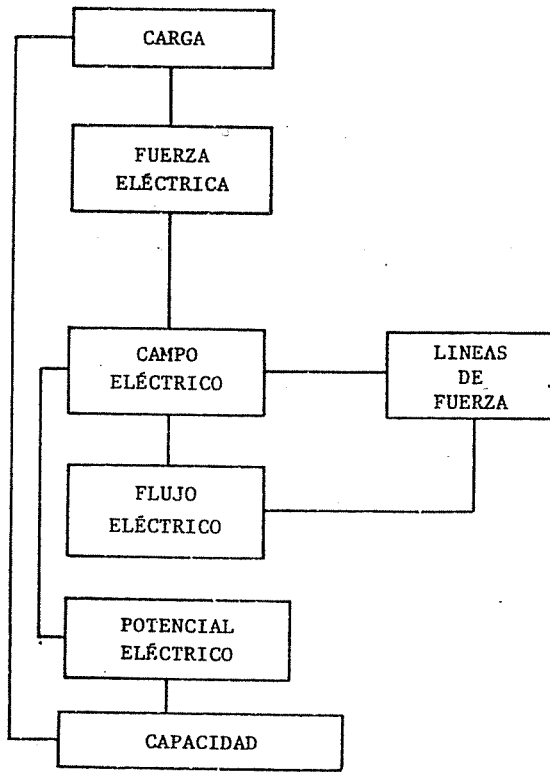 CARGA
FUERZA
ELÉCTRICA
CAMPO
ELÉCTRICO
LINEAS
DE
FUERZA
FLUJO
ELÉCTRICO
POTENCIAL
ELÉCTRICO
CAPACIDAD